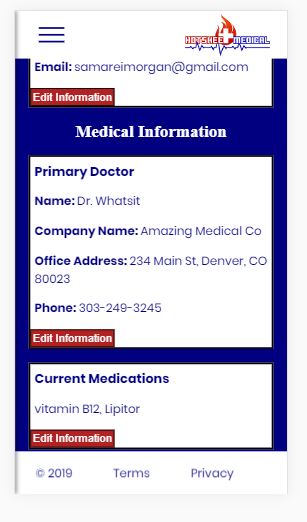 HOTSHEET MEDICAL
Email: samareimorgan@gmail.com
Edit Information
Medical Information
Primary Doctor
Name: Dr. Whatsit
Company Name: Amazing Medical Co
Office Address: 234 Main St, Denver, CO
80023
Phone: 303-249-3245
Edit Information
Current Medications
vitamin B12, Lipitor
Edit Information
© 2019 Terms Privacy